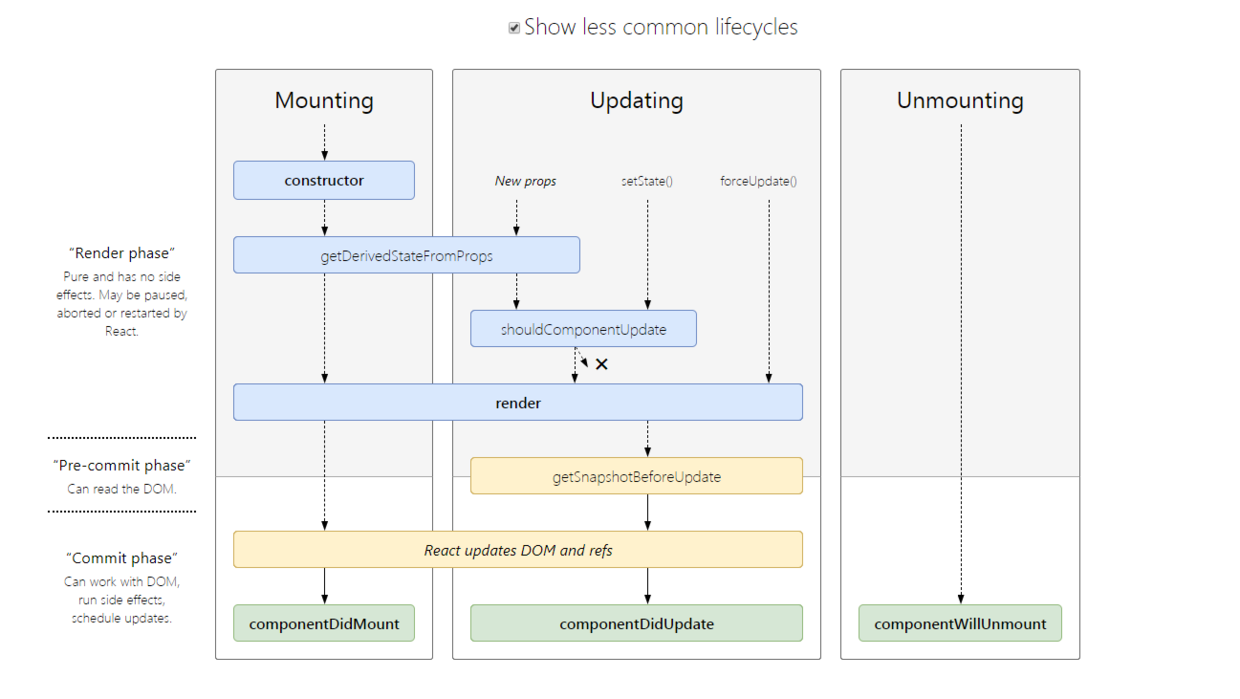 Show less common lifecycles
Mounting
Updating
Unmounting
constructor
New props
setState()
forceUpdate()
“Render phase”
Pure and has no side
effects. May be paused,
aborted or restarted by
React.
getDerivedStateFromProps
shouldComponentUpdate
render
“Pre-commit phase”
Can read the DOM.
getSnapshotBeforeUpdate
“Commit phase”
Can work with DOM,
run side effects,
schedule updates.
React updates DOM and refs
componentDidMount
componentDidUpdate
componentWillUnmount